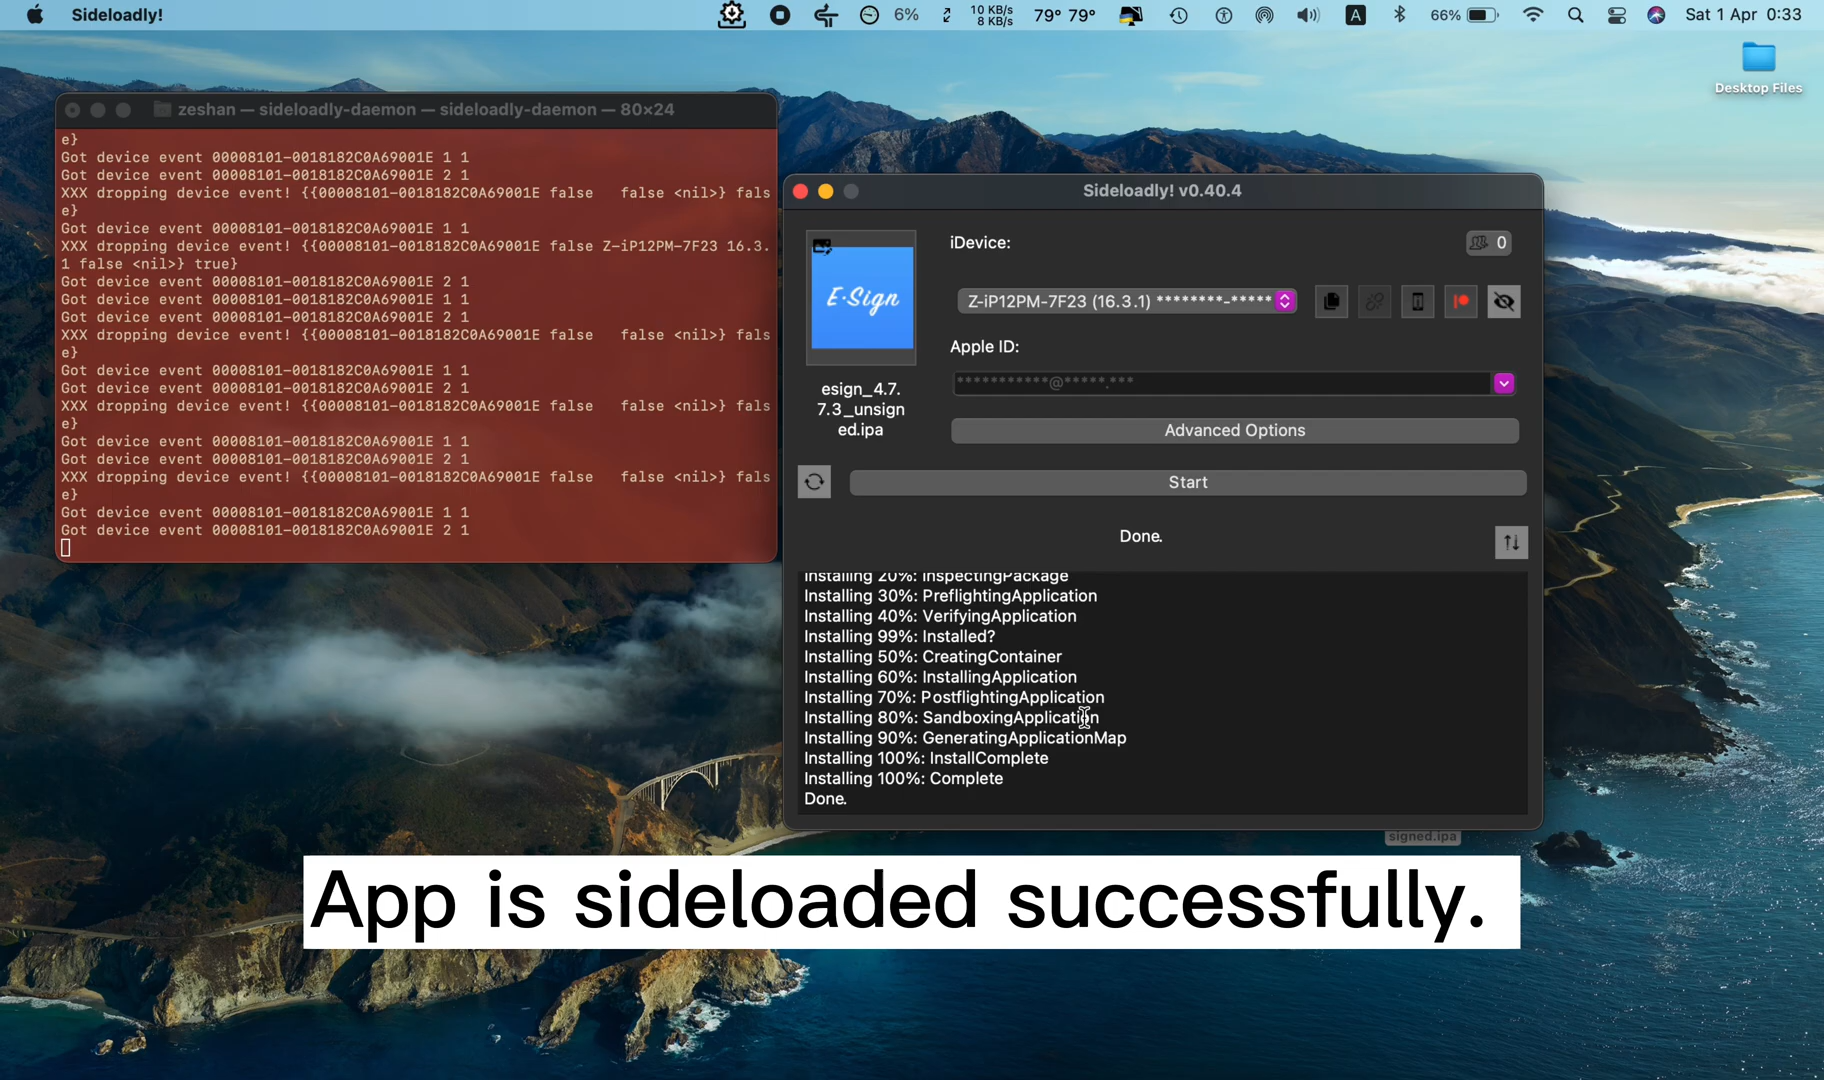 Sideloadly!
6%
10 KB/s
8 KB/s
79° 79°
A
66%
Sat 1 Apr 0:33
Desktop Files
zeshan — sideloadly-daemon — sideloadly-daemon — 80×24
e}
Got device event 00008101-0018182C0A69001E 1 1
Got device event 00008101-0018182C0A69001E 2 1
XXX dropping device event! {{00008101-0018182C0A69001E false   false <nil>} fals
e}
Got device event 00008101-0018182C0A69001E 1 1
XXX dropping device event! {{00008101-0018182C0A69001E false Z-iP12PM-7F23 16.3.
1 false <nil>} true}
Got device event 00008101-0018182C0A69001E 2 1
Got device event 00008101-0018182C0A69001E 1 1
Got device event 00008101-0018182C0A69001E 2 1
XXX dropping device event! {{00008101-0018182C0A69001E false   false <nil>} fals
e}
Got device event 00008101-0018182C0A69001E 1 1
Got device event 00008101-0018182C0A69001E 2 1
XXX dropping device event! {{00008101-0018182C0A69001E false   false <nil>} fals
e}
Got device event 00008101-0018182C0A69001E 1 1
Got device event 00008101-0018182C0A69001E 2 1
XXX dropping device event! {{00008101-0018182C0A69001E false   false <nil>} fals
e}
Got device event 00008101-0018182C0A69001E 1 1
Got device event 00008101-0018182C0A69001E 2 1
Sideloadly! v0.40.4
E·Sign
esign_4.7.
7.3_unsign
ed.ipa
iDevice:
0
Z-iP12PM-7F23 (16.3.1) ********-*****
Apple ID:
***********@*****.***
Advanced Options
Start
Done.
Installing 20%: InspectingPackage
Installing 30%: PreflightingApplication
Installing 40%: VerifyingApplication
Installing 99%: Installed?
Installing 50%: CreatingContainer
Installing 60%: InstallingApplication
Installing 70%: PostflightingApplication
Installing 80%: SandboxingApplication
Installing 90%: GeneratingApplicationMap
Installing 100%: InstallComplete
Installing 100%: Complete
Done.
signed.ipa
App is sideloaded successfully.